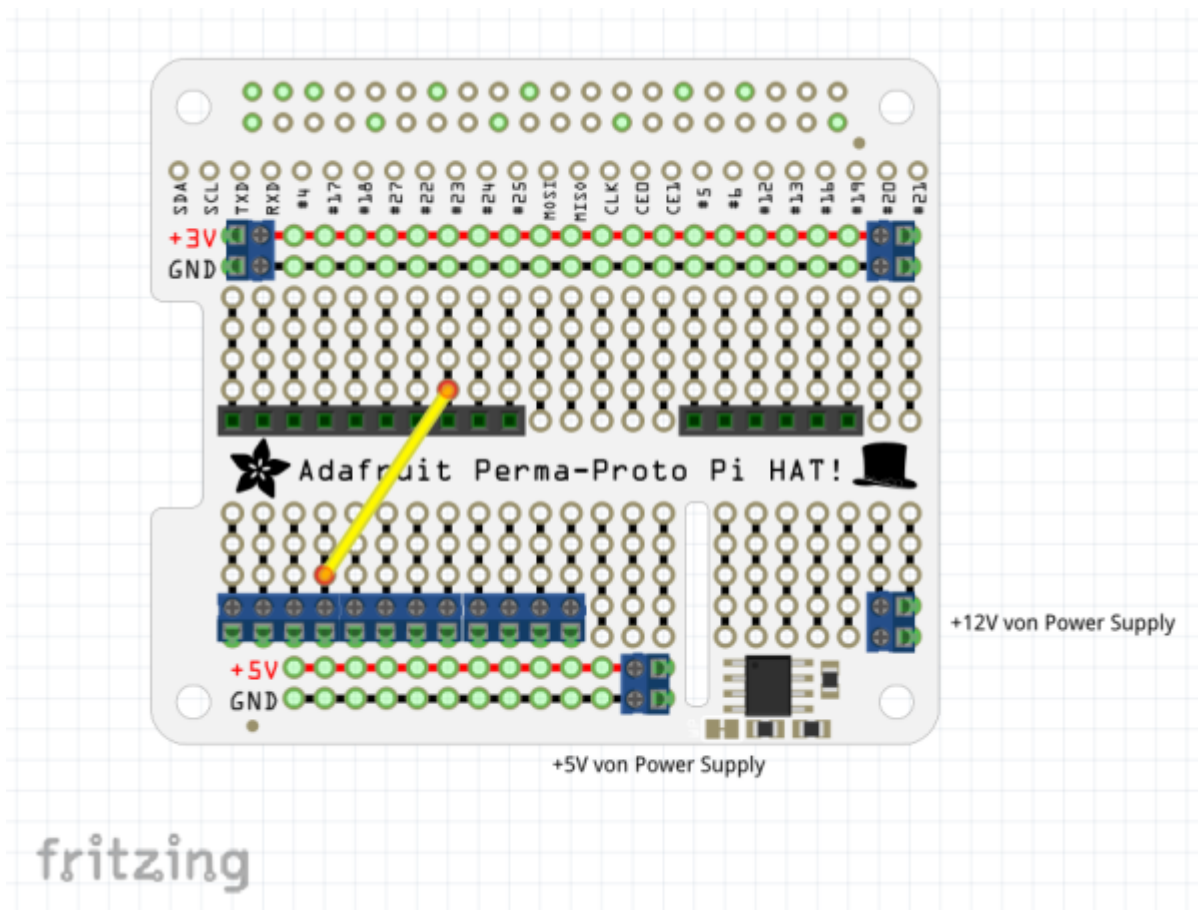 SDA SCL TXD RXD #4 #17 #18 #27 #22 #23 #24 #25 MOSI MISO CLK CE0 CE1 #5 #6 #12 #13 #16 #19 #20 #21
+3V
GND
Adafruit Perma-Proto Pi HAT!
+12V von Power Supply
+5V
GND
+5V von Power Supply
fritzing